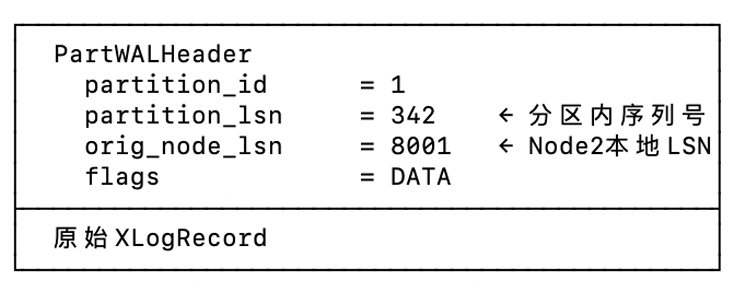 PartWALHeader
partition_id = 1
partition_lsn = 342 ← 分区内序列号
orig_node_lsn = 8001 ← Node2本地LSN
flags = DATA
原始XLogRecord